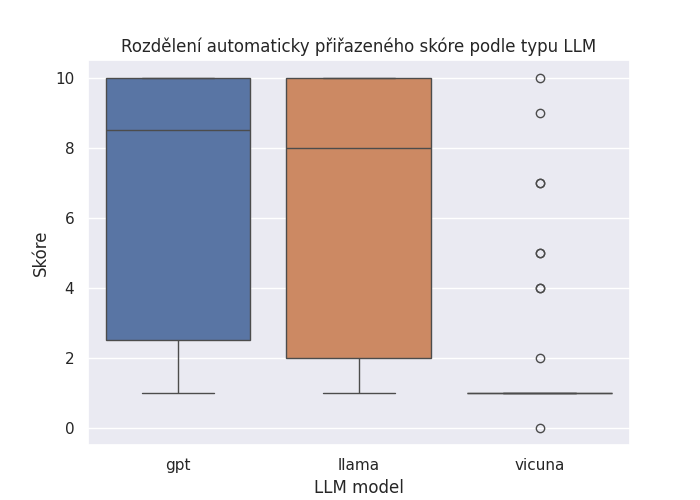 Rozdělení automaticky přiřazeného skóre podle typu LLM
Skóre
10
8
6
4
2
0
gpt
llama
vicuna
LLM model